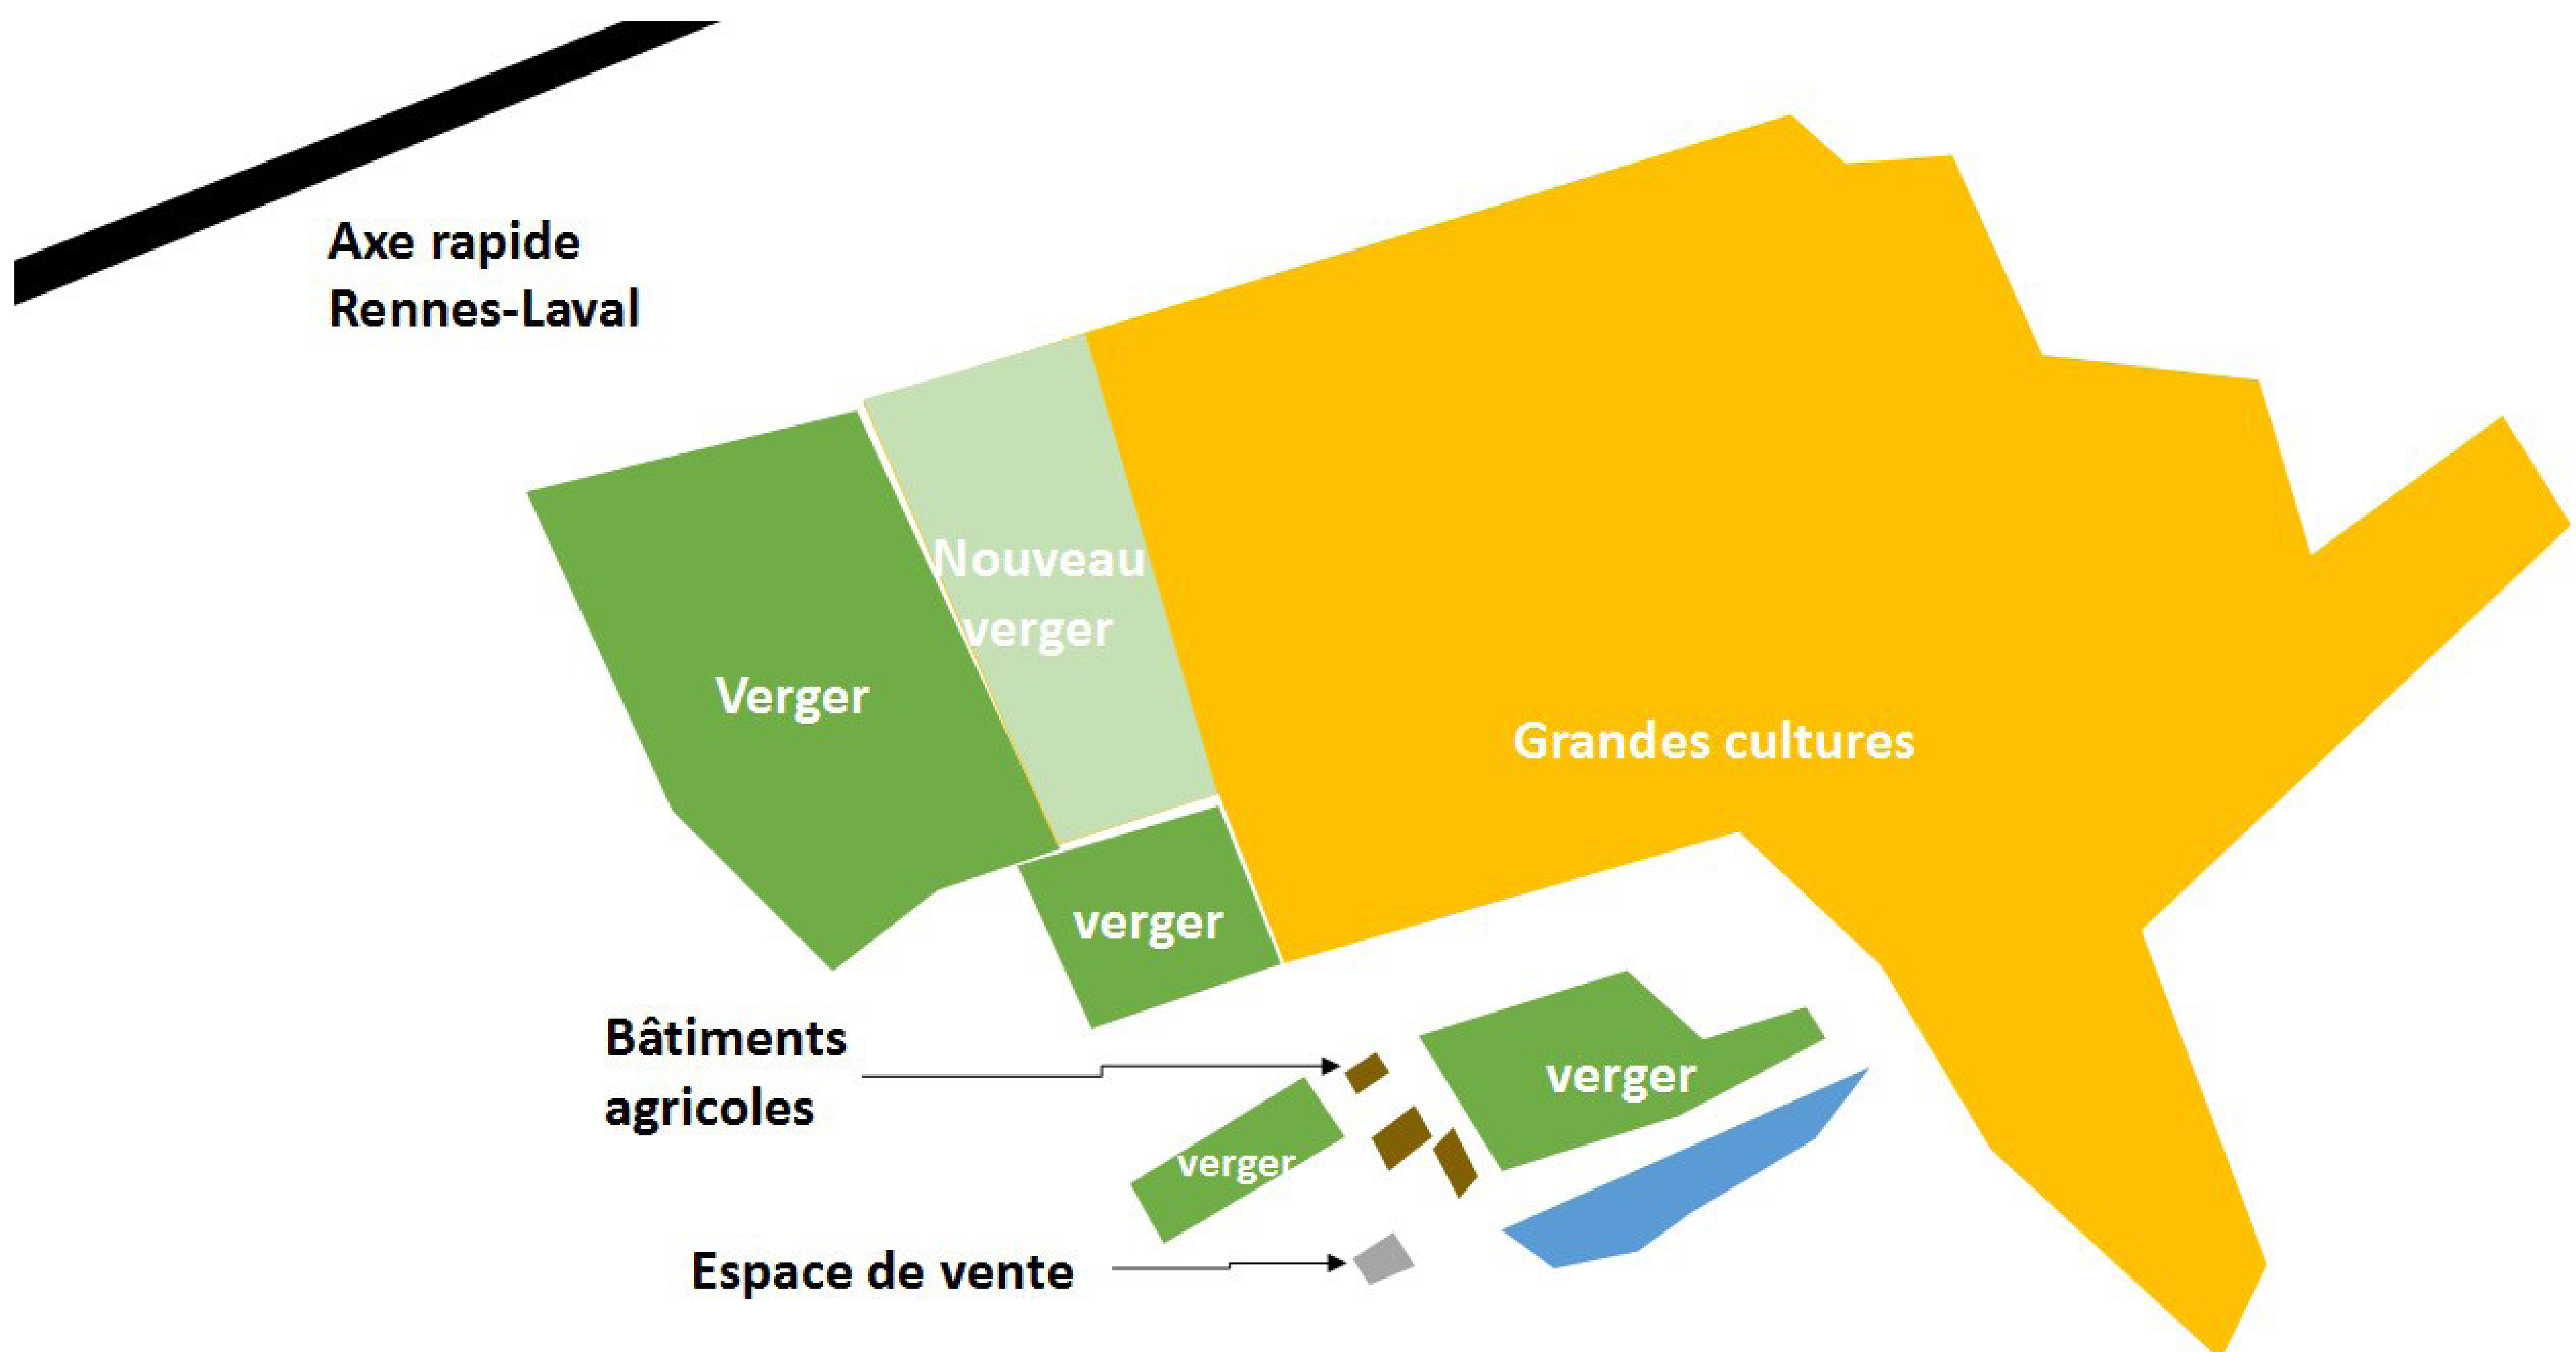 Axe rapide
Rennes-Laval
Nouveau
verger
Verger
Grandes cultures
verger
Bâtiments
agricoles
verger
verger
Espace de vente